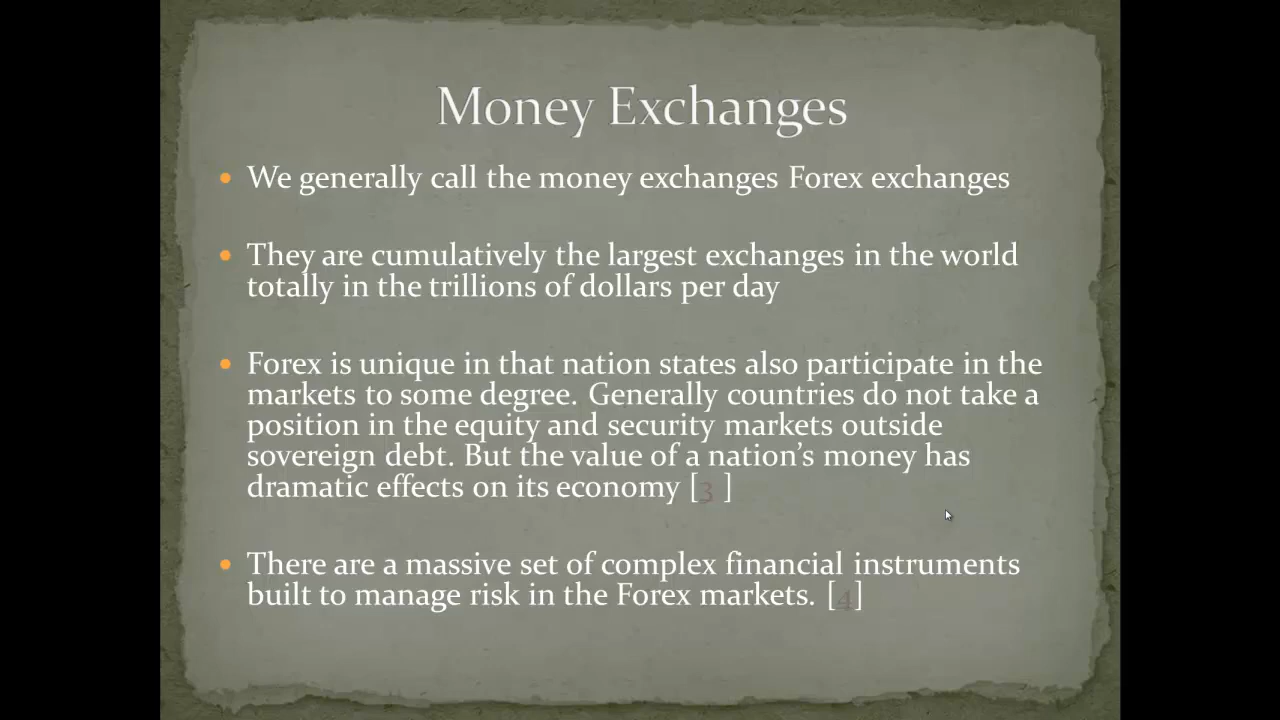 Money Exchanges
• We generally call the money exchanges Forex exchanges
• They are cumulatively the largest exchanges in the world
totally in the trillions of dollars per day
• Forex is unique in that nation states also participate in the
markets to some degree. Generally countries do not take a
position in the equity and security markets outside
sovereign debt. But the value of a nation’s money has
dramatic effects on its economy [3 ]
• There are a massive set of complex financial instruments
built to manage risk in the Forex markets. [4]